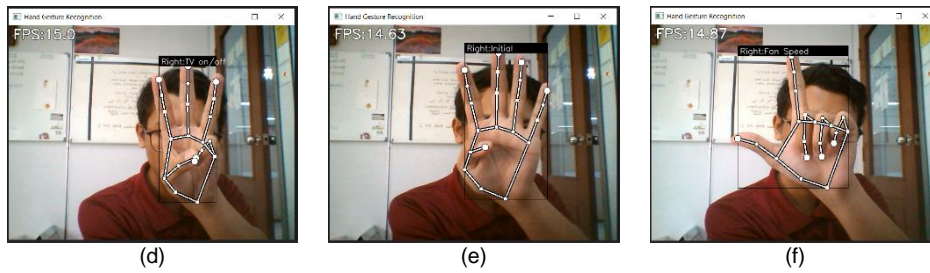 Hand Gesture Recognition
FPS:15.0
Right:TV on/off
(d)
Hand Gesture Recognition
FPS:14.63
Right:Initial
(e)
Hand Gesture Recognition
FPS:14.87
Right:Fan Speed
(f)